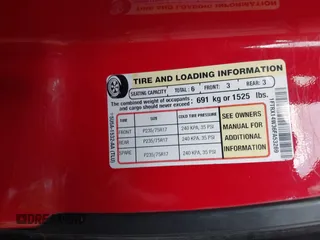 TIRE AND LOADING INFORMATION
SEATING CAPACITY TOTAL: 6 FRONT: 3 REAR: 3
The combined weight of occupants and cargo should never exceed: 691 kg or 1525 lbs.
TIRE SIZE COLD TIRE PRESSURE
FRONT P235/75R17 240 KPA, 35 PSI
REAR P235/75R17 240 KPA, 35 PSI
SPARE P235/75R17 240 KPA, 35 PSI
SEE OWNERS
MANUAL FOR
ADDITIONAL
INFORMATION